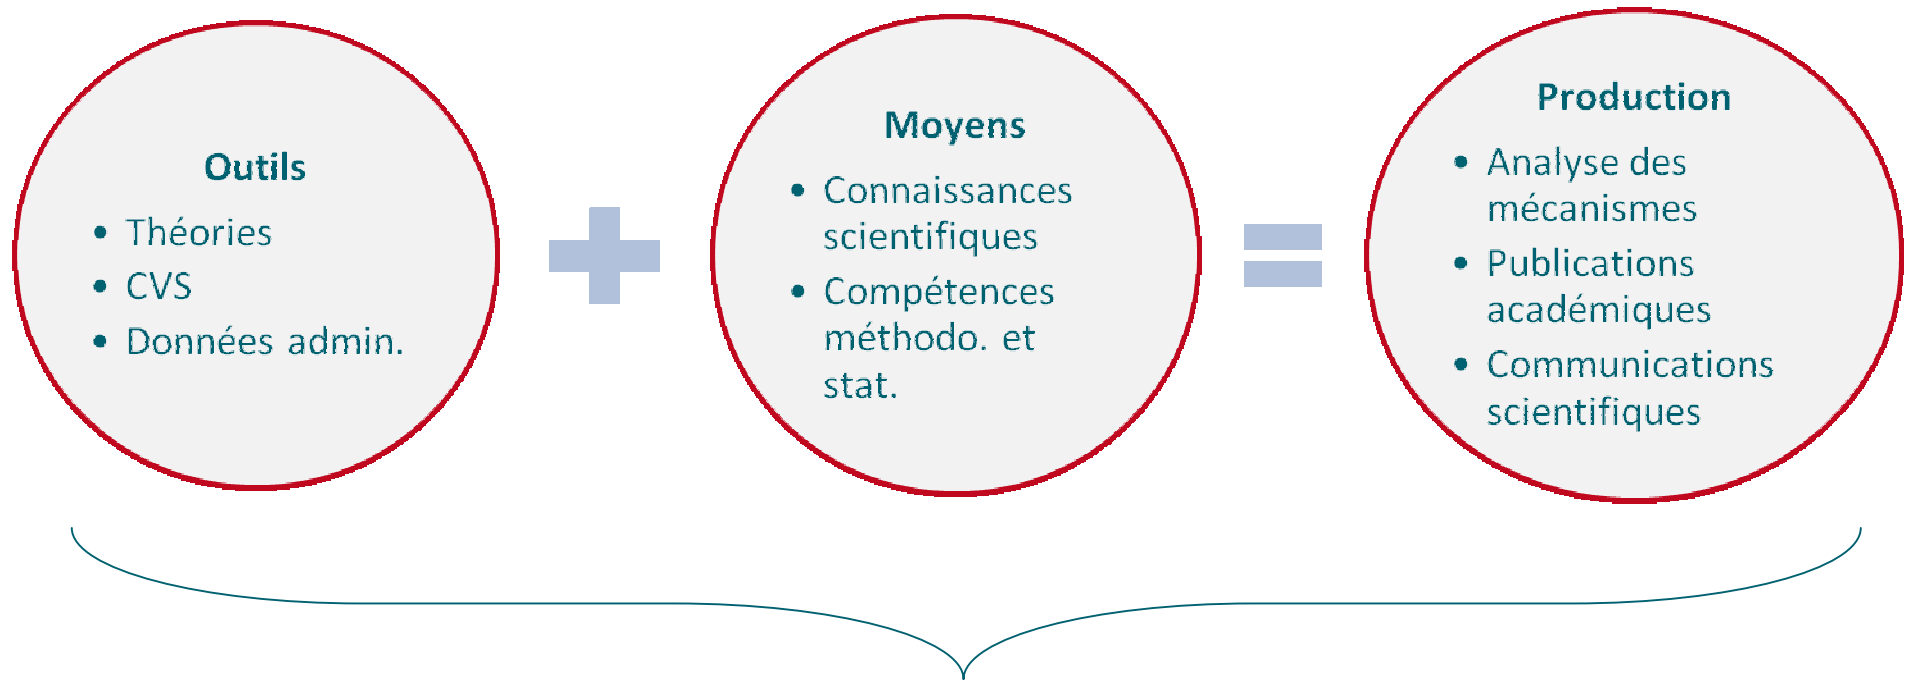 Outils
• Théories
• CVS
• Données admin.
Moyens
• Connaissances
scientifiques
• Compétences
méthodo. et
stat.
Production
• Analyse des
mécanismes
• Publications
académiques
• Communications
scientifiques